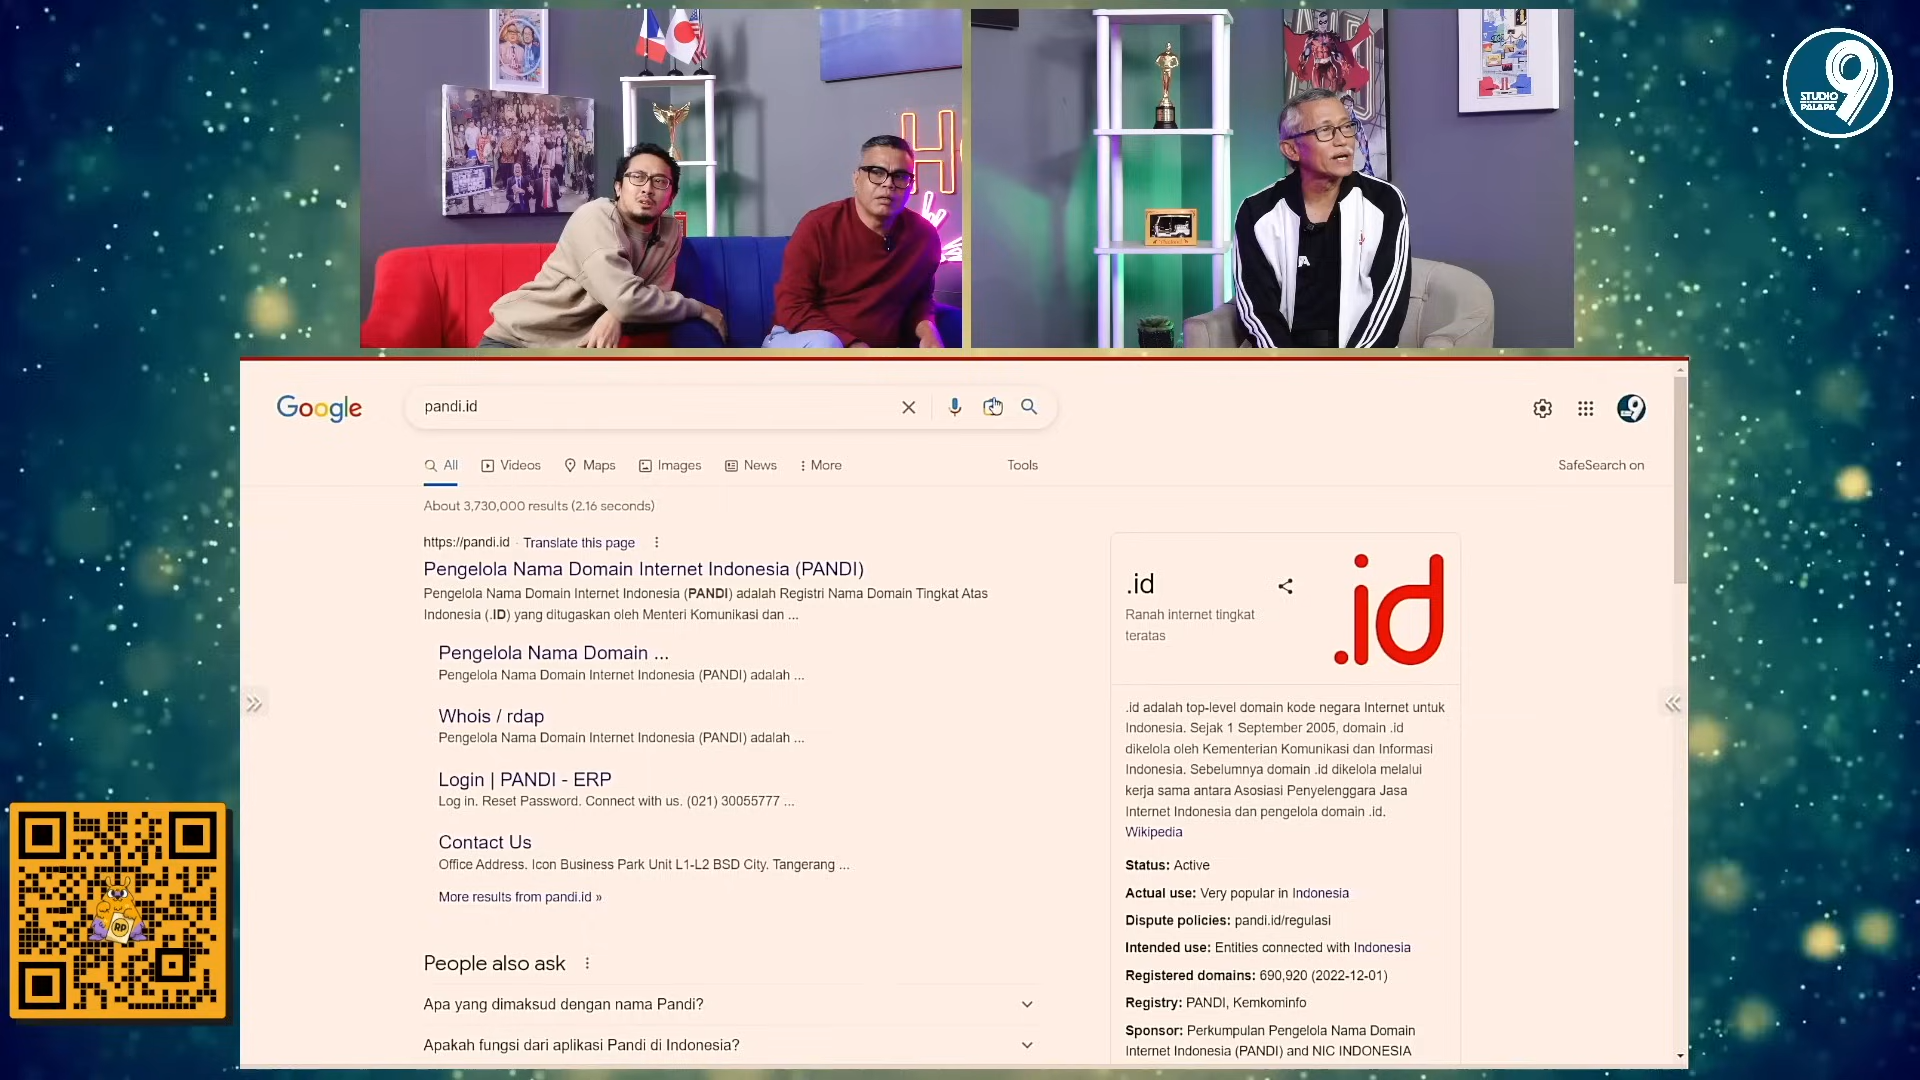 STUDIO
PALAPA
9
H
Google
pandi.id
All
Videos
Maps
Images
News
More
Tools
SafeSearch on
About 3,730,000 results (2.16 seconds)
https://pandi.id · Translate this page
Pengelola Nama Domain Internet Indonesia (PANDI)
Pengelola Nama Domain Internet Indonesia (PANDI) adalah Registri Nama Domain Tingkat Atas
Indonesia (.ID) yang ditugaskan oleh Menteri Komunikasi dan ...
Pengelola Nama Domain ...
Pengelola Nama Domain Internet Indonesia (PANDI) adalah ...
Whois / rdap
Pengelola Nama Domain Internet Indonesia (PANDI) adalah ...
Login | PANDI - ERP
Log in. Reset Password. Connect with us. (021) 30055777 ...
Contact Us
Office Address. Icon Business Park Unit L1-L2 BSD City. Tangerang ...
More results from pandi.id »
People also ask
Apa yang dimaksud dengan nama Pandi?
Apakah fungsi dari aplikasi Pandi di Indonesia?
.id
Ranah internet tingkat
teratas
.id
.id adalah top-level domain kode negara Internet untuk
Indonesia. Sejak 1 September 2005, domain .id
dikelola oleh Kementerian Komunikasi dan Informasi
Indonesia. Sebelumnya domain .id dikelola melalui
kerja sama antara Asosiasi Penyelenggara Jasa
Internet Indonesia dan pengelola domain .id.
Wikipedia
Status: Active
Actual use: Very popular in Indonesia
Dispute policies: pandi.id/regulasi
Intended use: Entities connected with Indonesia
Registered domains: 690,920 (2022-12-01)
Registry: PANDI, Kemkominfo
Sponsor: Perkumpulan Pengelola Nama Domain
Internet Indonesia (PANDI) and NIC INDONESIA
RP